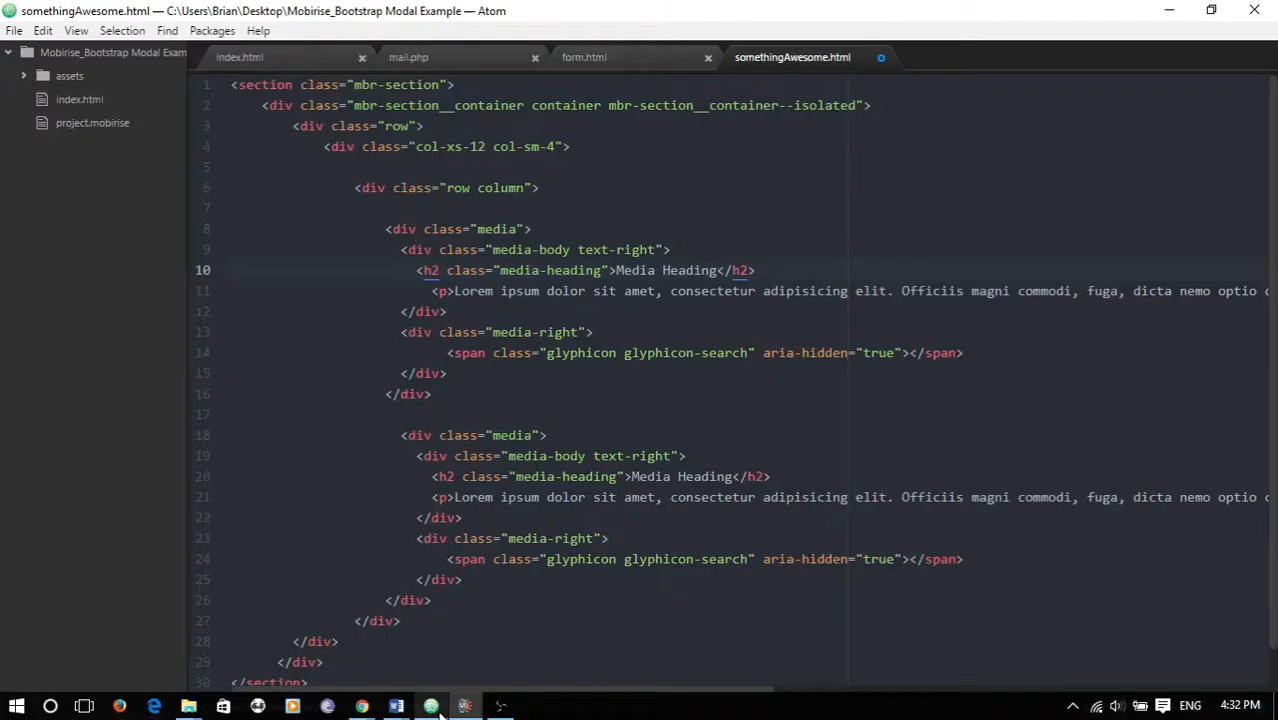 somethingAwesome.html — C:\Users\Brian\Desktop\Mobirise_Bootstrap Modal Example — Atom
File Edit View Selection Find Packages Help
Mobirise_Bootstrap Modal Exam
assets
index.html
project.mobirise
index.html mail.php form.html somethingAwesome.html
1 <section class="mbr-section">
2 <div class="mbr-section__container container mbr-section__container--isolated">
3 <div class="row">
4 <div class="col-xs-12 col-sm-4">
5
6 <div class="row column">
7
8 <div class="media">
9 <div class="media-body text-right">
10 <h2 class="media-heading">Media Heading</h2>
11 <p>Lorem ipsum dolor sit amet, consectetur adipisicing elit. Officiis magni commodi, fuga, dicta nemo optio c
12 </div>
13 <div class="media-right">
14 <span class="glyphicon glyphicon-search" aria-hidden="true"></span>
15 </div>
16 </div>
17
18 <div class="media">
19 <div class="media-body text-right">
20 <h2 class="media-heading">Media Heading</h2>
21 <p>Lorem ipsum dolor sit amet, consectetur adipisicing elit. Officiis magni commodi, fuga, dicta nemo optio c
22 </div>
23 <div class="media-right">
24 <span class="glyphicon glyphicon-search" aria-hidden="true"></span>
25 </div>
26 </div>
27 </div>
28 </div>
29 </div>
30 </section>
ENG 4:32 PM